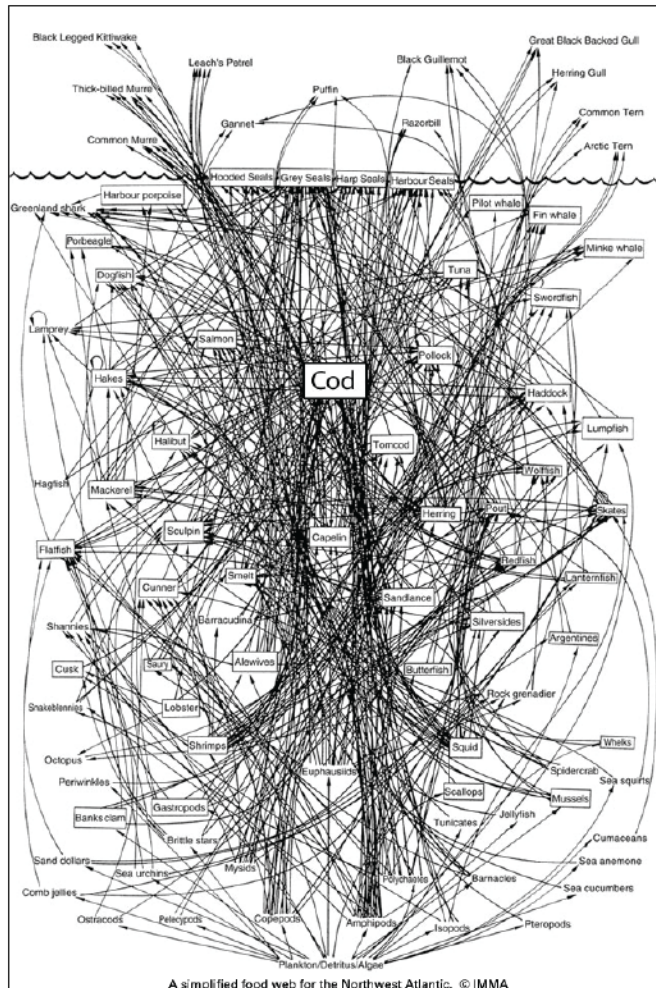 Black Legged Kittiwake
Great Black Backed Gull
Leach's Petrel
Black Guillemot
Herring Gull
Thick-billed Murre
Puffin
Common Tern
Gannet
Razorbill
Common Murre
Arctic Tern
Hooded Seals
Grey Seals
Harp Seals
Harbour Seals
Harbour porpoise
Pilot whale
Greenland shark
Fin whale
Porbeagle
Minke whale
Dogfish
Tuna
Swordfish
Lamprey
Salmon
Pollock
Hakes
Cod
Haddock
Lumpfish
Halibut
Tomcod
Wolffish
Hagfish
Mackerel
Herring
Pout
Skates
Sculpin
Capelin
Flatfish
Redfish
Smelt
Lanternfish
Cunner
Sandlance
Barracudina
Silversides
Shannies
Argentines
Cusk
Saury
Alewives
Butterfish
Rock grenadier
Snakeblennies
Lobster
Shrimps
Squid
Whelks
Octopus
Euphausiids
Spidercrab
Sea squirts
Periwinkles
Scallops
Mussels
Gastropods
Banks clam
Jellyfish
Tunicates
Brittle stars
Cumaceans
Sand dollars
Mysids
Sea anemone
Sea urchins
Polychaetes
Barnacles
Comb jellies
Sea cucumbers
Ostracods
Pelecypods
Copepods
Amphipods
Isopods
Pteropods
Plankton/Detritus/Algae
A simplified food web for the Northwest Atlantic. © IMMA